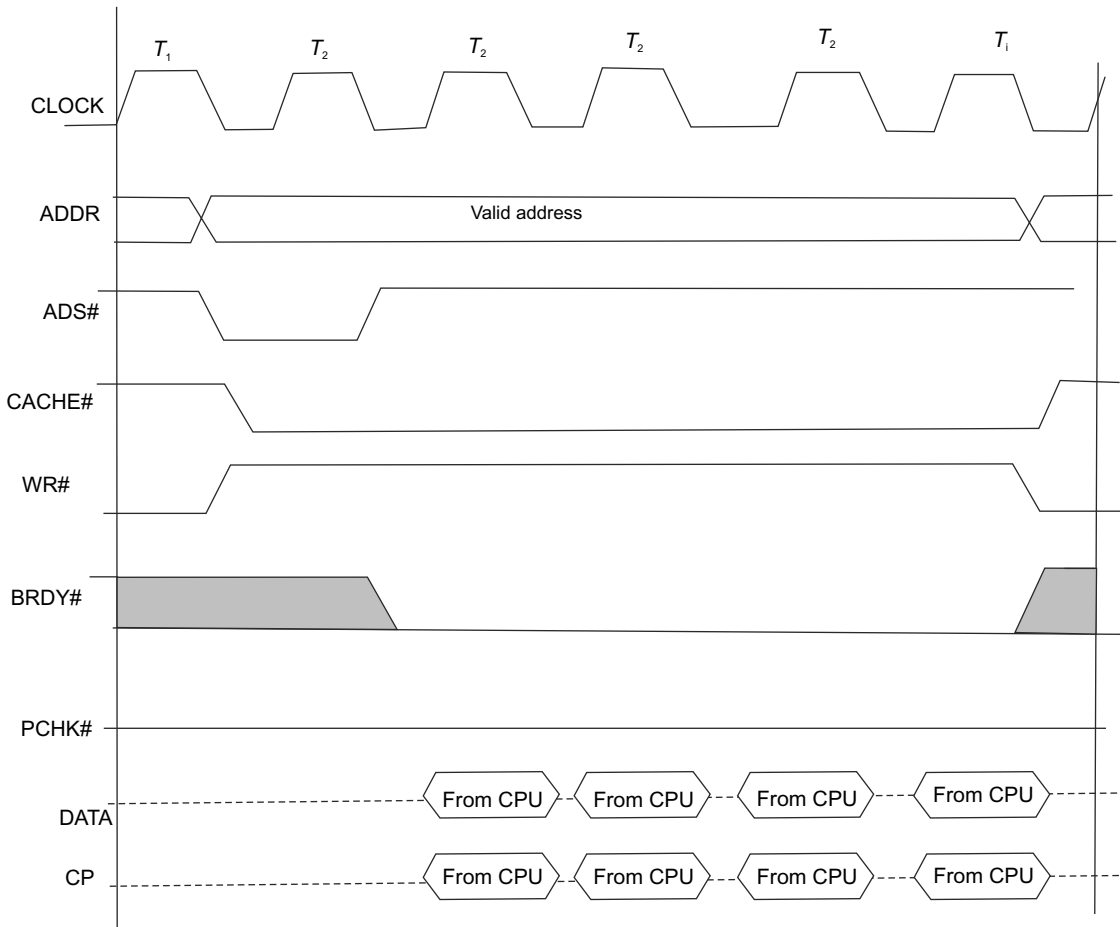 T1 T2 T2 T2 T2 Ti
CLOCK
ADDR
Valid address
ADS#
CACHE#
WR#
BRDY#
PCHK#
DATA
From CPU From CPU From CPU From CPU
CP
From CPU From CPU From CPU From CPU